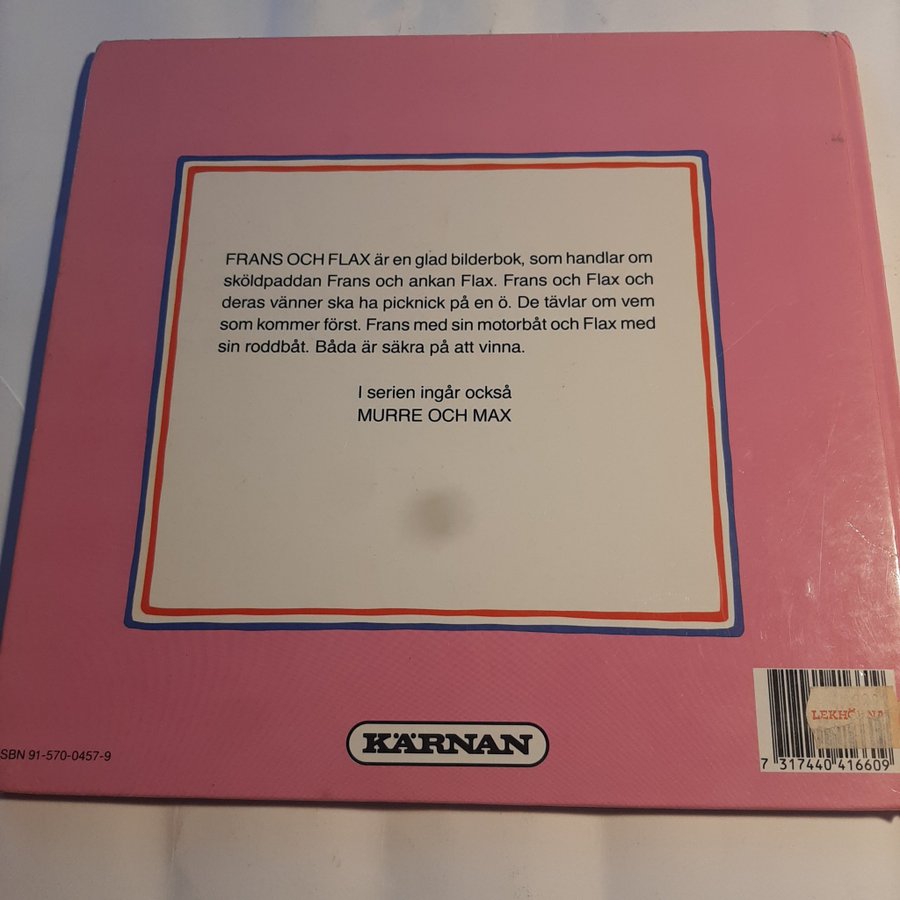 FRANS OCH FLAX är en glad bilderbok, som handlar om
sköldpaddan Frans och ankan Flax. Frans och Flax och
deras vänner ska ha picknick på en ö. De tävlar om vem
som kommer först. Frans med sin motorbåt och Flax med
sin roddbåt. Båda är säkra på att vinna.
I serien ingår också
MURRE OCH MAX
SBN 91-570-0457-9
KÄRNAN
7 317440 416609